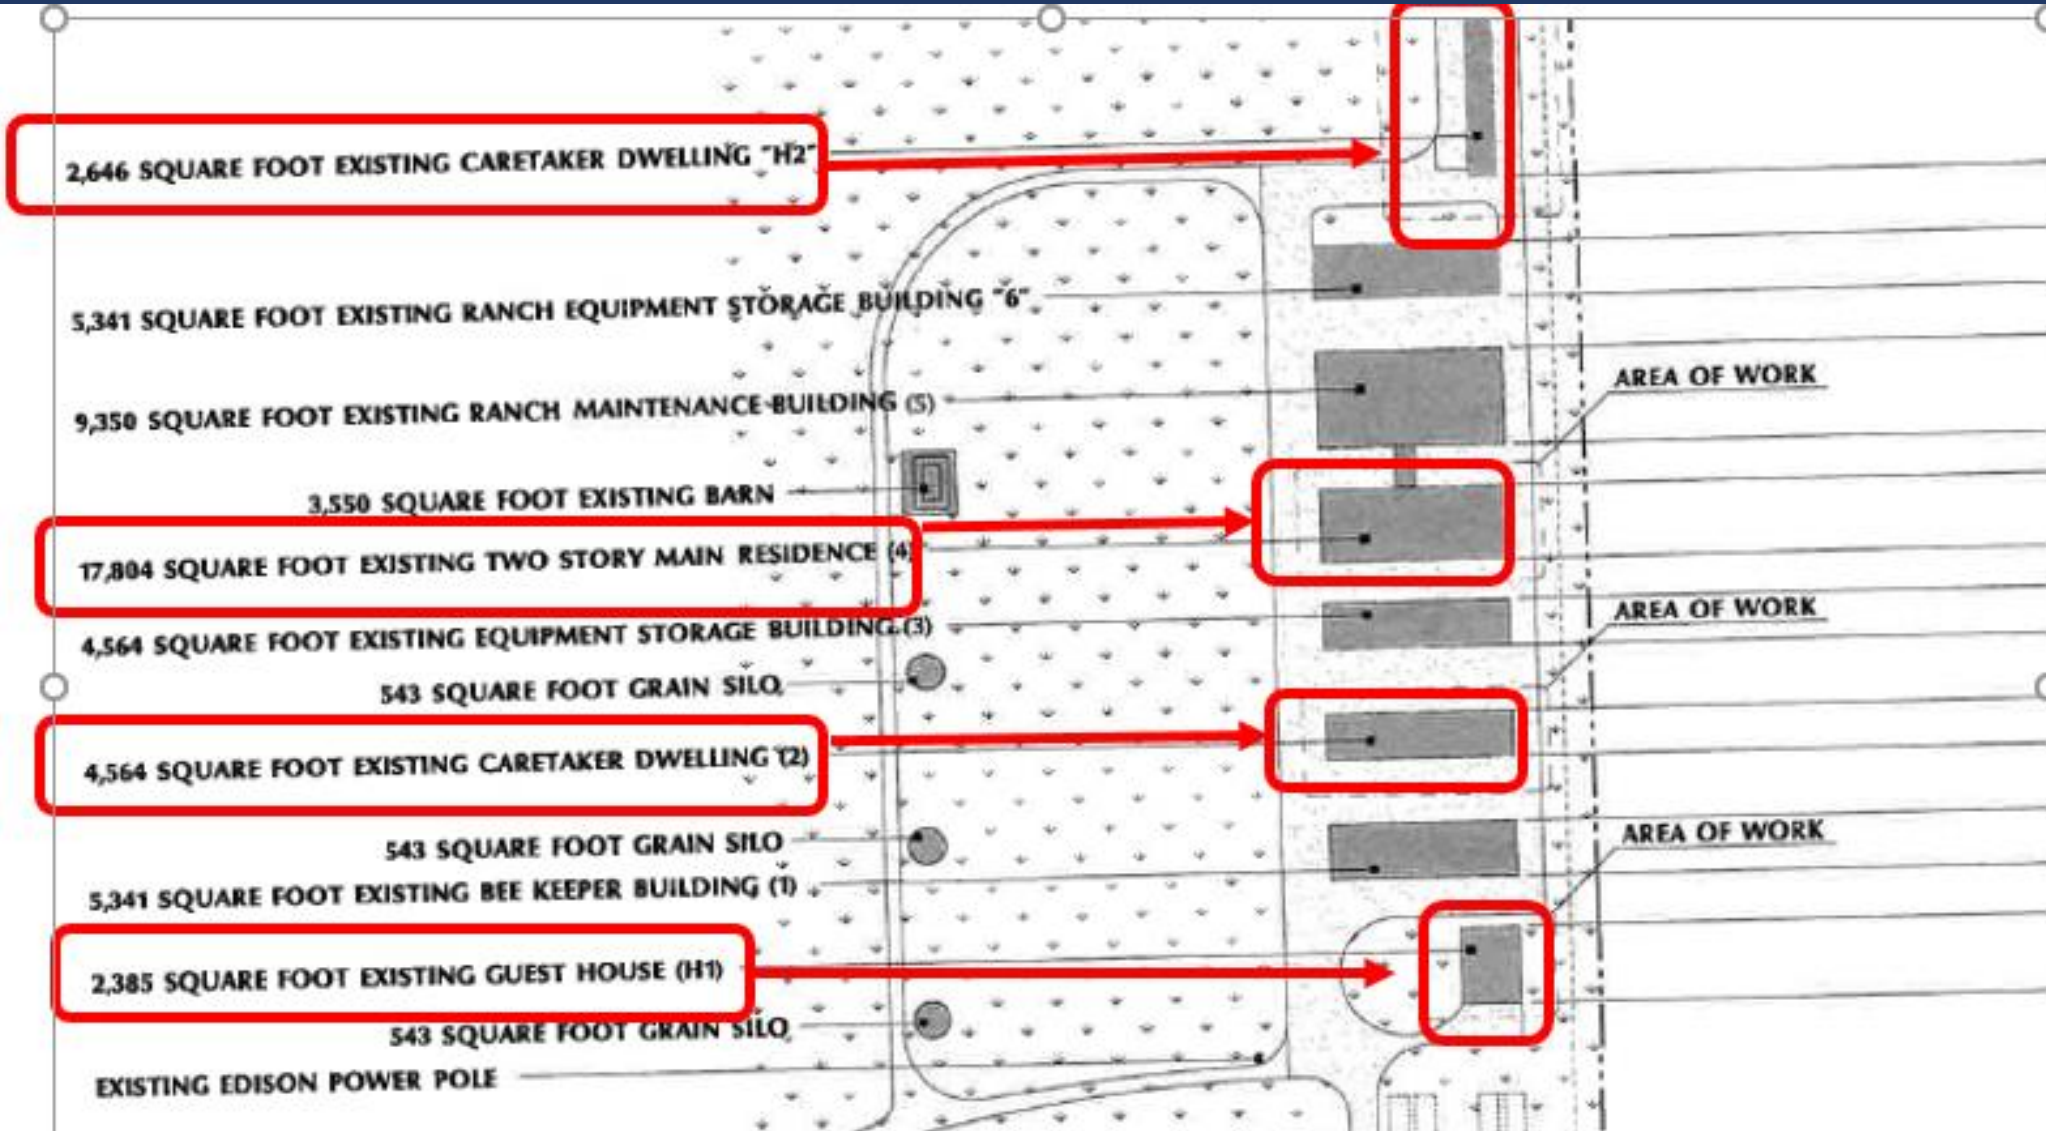 2,646 SQUARE FOOT EXISTING CARETAKER DWELLING "H2"
5,341 SQUARE FOOT EXISTING RANCH EQUIPMENT STORAGE BUILDING "6"
AREA OF WORK
9,350 SQUARE FOOT EXISTING RANCH MAINTENANCE BUILDING (5)
3,550 SQUARE FOOT EXISTING BARN
17,804 SQUARE FOOT EXISTING TWO STORY MAIN RESIDENCE (4)
AREA OF WORK
4,564 SQUARE FOOT EXISTING EQUIPMENT STORAGE BUILDING (3)
543 SQUARE FOOT GRAIN SILO
4,564 SQUARE FOOT EXISTING CARETAKER DWELLING (2)
AREA OF WORK
543 SQUARE FOOT GRAIN SILO
5,341 SQUARE FOOT EXISTING BEE KEEPER BUILDING (1)
2,385 SQUARE FOOT EXISTING GUEST HOUSE (H1)
543 SQUARE FOOT GRAIN SILO
EXISTING EDISON POWER POLE